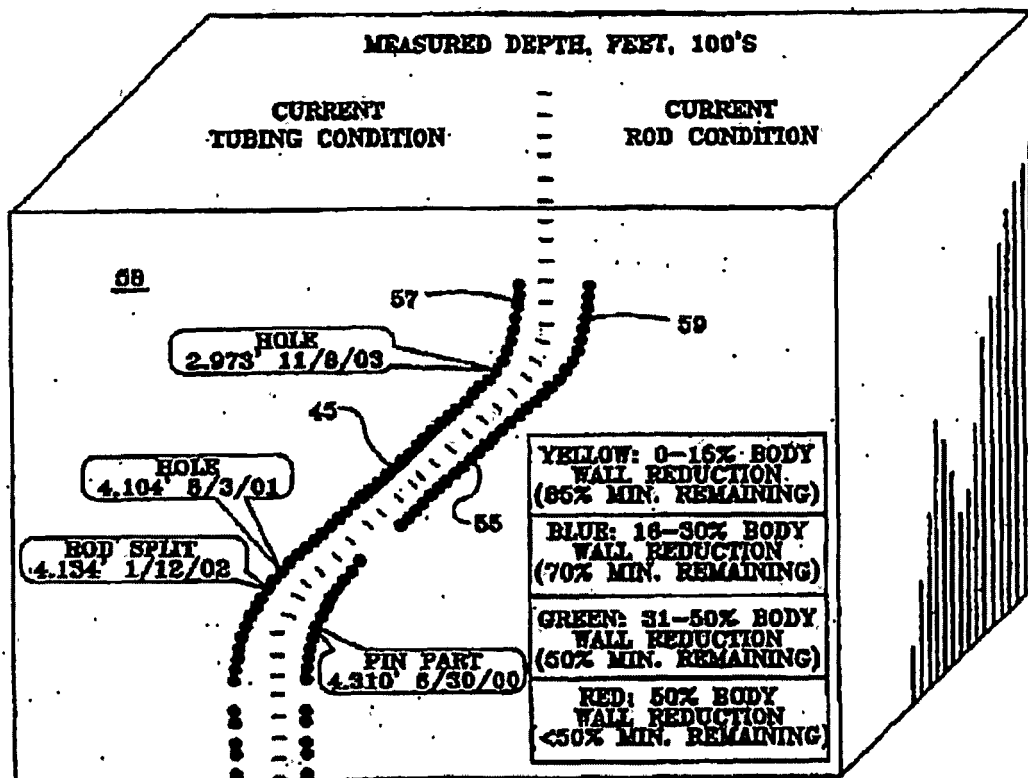 MEASURED DEPTH, FEET, 100'S
CURRENT
TUBING CONDITION
CURRENT
ROD CONDITION
58
57
59
HOLE
2.973' 11/8/03
45
HOLE
4.104' 8/3/01
55
ROD SPLIT
4.134' 1/12/02
PIN PART
4.310' 5/30/00
YELLOW: 0-15% BODY
WALL REDUCTION
(85% MIN. REMAINING)
BLUE: 16-30% BODY
WALL REDUCTION
(70% MIN. REMAINING)
GREEN: 31-50% BODY
WALL REDUCTION
(50% MIN. REMAINING)
RED: 50% BODY
WALL REDUCTION
(<50% MIN. REMAINING)